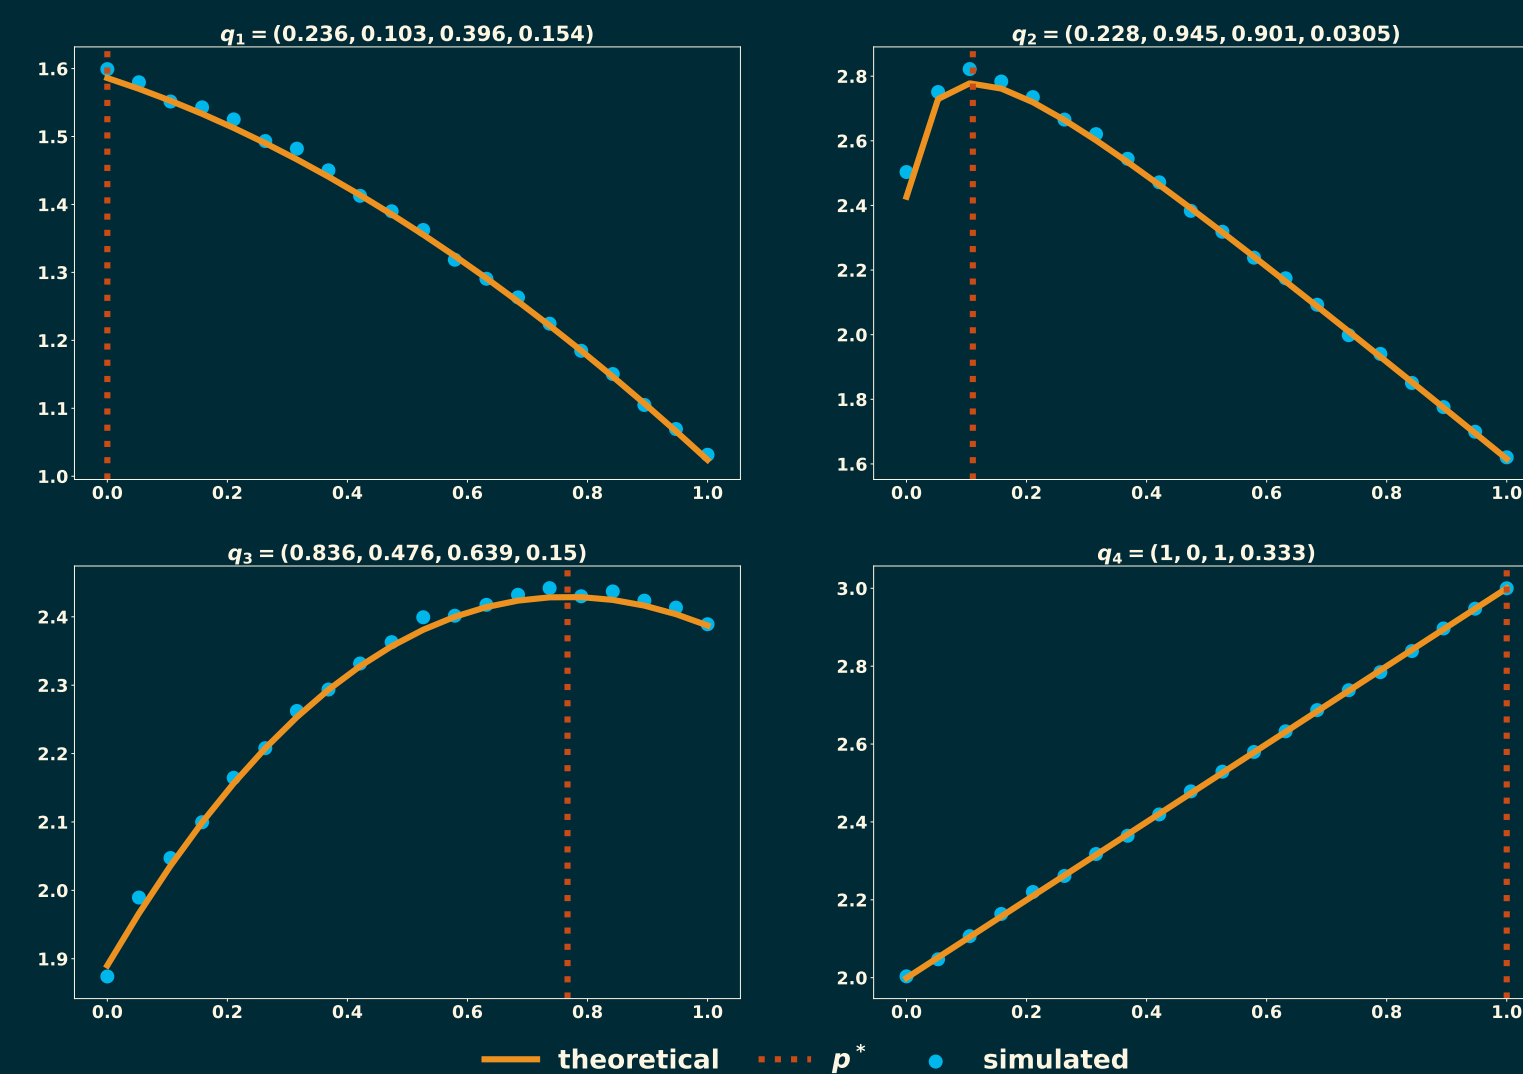 q1 = (0.236, 0.103, 0.396, 0.154)
1.6
1.5
1.4
1.3
1.2
1.1
1.0
0.0 0.2 0.4 0.6 0.8 1.0
q2 = (0.228, 0.945, 0.901, 0.0305)
2.8
2.6
2.4
2.2
2.0
1.8
1.6
0.0 0.2 0.4 0.6 0.8 1.0
q3 = (0.836, 0.476, 0.639, 0.15)
2.4
2.3
2.2
2.1
2.0
1.9
0.0 0.2 0.4 0.6 0.8 1.0
q4 = (1, 0, 1, 0.333)
3.0
2.8
2.6
2.4
2.2
2.0
0.0 0.2 0.4 0.6 0.8 1.0
theoretical p* simulated